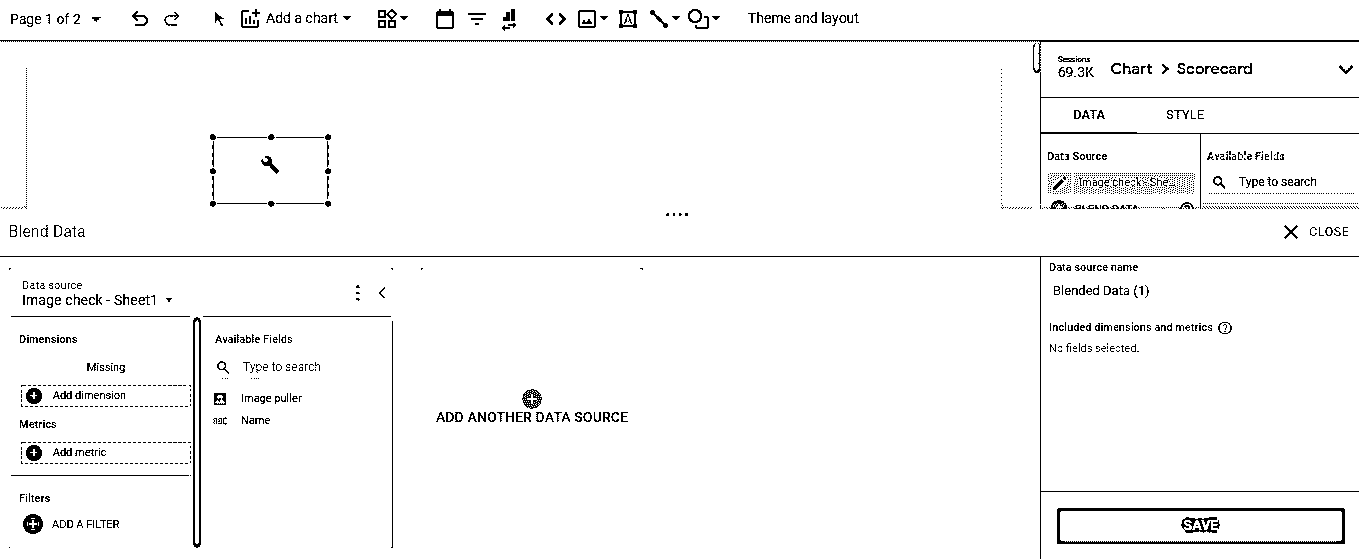 Page 1 of 2
Add a chart
Theme and layout
Sessions
69.3K
Chart > Scorecard
DATA
STYLE
Data Source
Available Fields
Image check - She...
Type to search
BLEND DATA
Blend Data
CLOSE
Data source
Image check - Sheet1
Dimensions
Missing
Add dimension
Metrics
Add metric
Filters
ADD A FILTER
Available Fields
Type to search
Image puller
ABC Name
ADD ANOTHER DATA SOURCE
Data source name
Blended Data (1)
Included dimensions and metrics
No fields selected.
SAVE